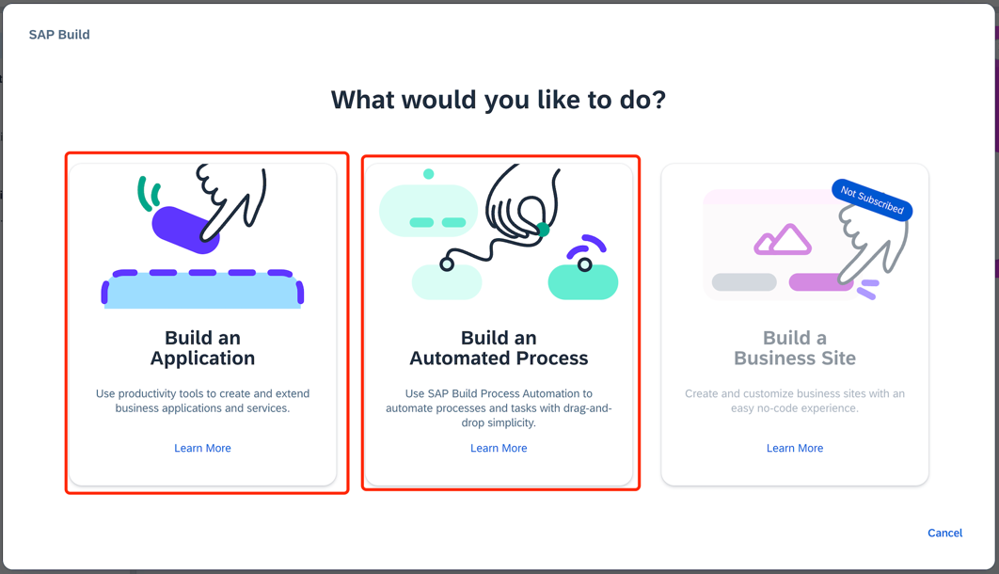 SAP Build
What would you like to do?
Build an
Application
Use productivity tools to create and extend
business applications and services.
Learn More
Build an
Automated Process
Use SAP Build Process Automation to
automate processes and tasks with drag-and-
drop simplicity.
Learn More
Not Subscribed
Build a
Business Site
Create and customize business sites with an
easy no-code experience.
Learn More
Cancel